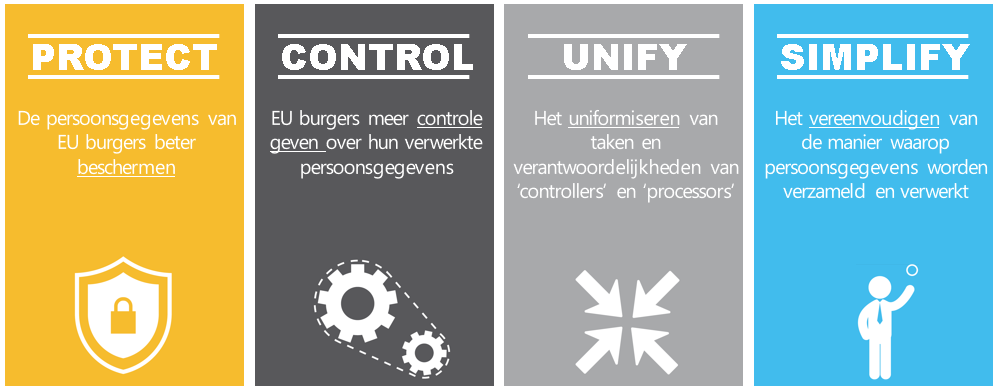 PROTECT
De persoonsgegevens van
EU burgers beter
beschermen
CONTROL
EU burgers meer controle
geven over hun verwerkte
persoonsgegevens
UNIFY
Het uniformiseren van
taken en
verantwoordelijkheden van
‘controllers’ en ‘processors’
SIMPLIFY
Het vereenvoudigen van
de manier waarop
persoonsgegevens worden
verzameld en verwerkt